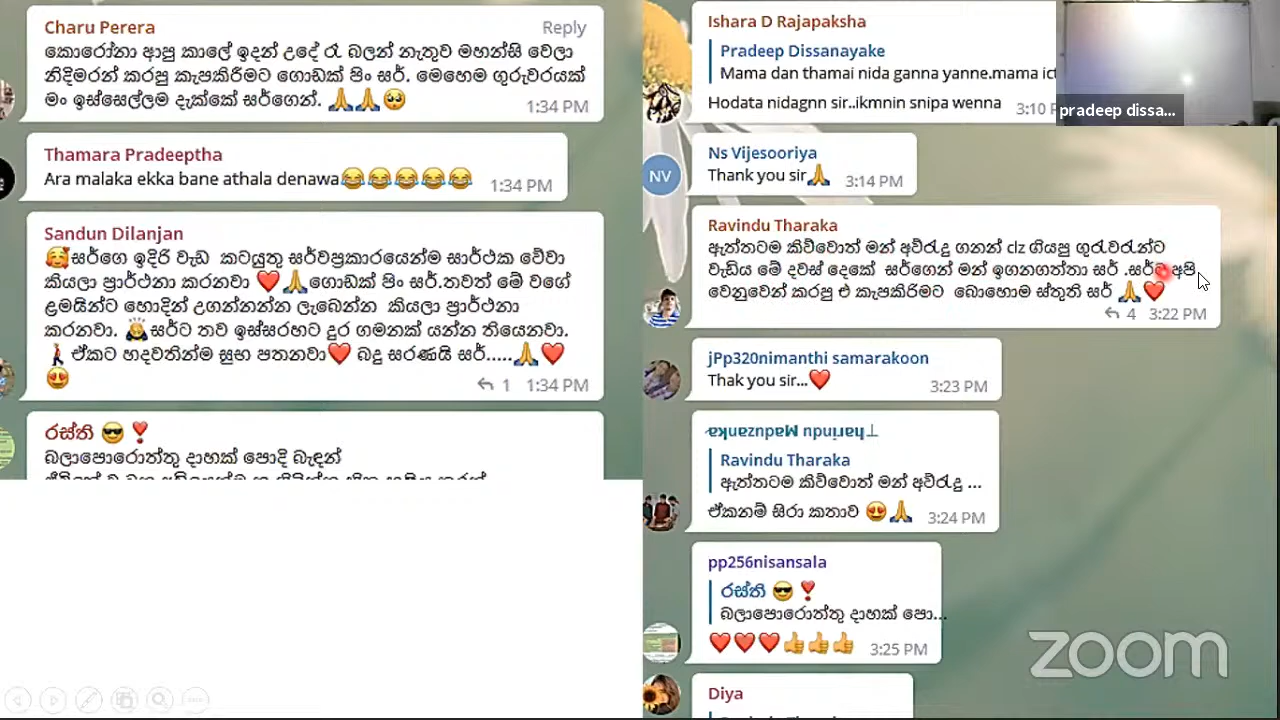 Charu Perera
Reply
කොරෝනා ආපු කාලේ ඉදන් උදේ රෑ බලන් නැතුව මහන්සි වෙලා
නිදිමරන් කරපු කැපකිරීමට ගොඩක් පිං සර්. මෙහෙම ගුරුවරයක්
මං ඉස්සෙල්ලම දැක්කේ සර්ගෙන්. 🙏🙏🥺
1:34 PM
Thamara Pradeeptha
Ara malaka ekka bane athala denawa😂😂😂😂😂
1:34 PM
Sandun Dilanjan
🥰සර්ගෙ ඉදිරි වැඩ කටයුතු සර්වප්‍රකාරයෙන්ම සාර්ථක වේවා
කියලා ප්‍රාර්ථනා කරනවා ❤️🙏ගොඩක් පිං සර්.තවත් මේ වගේ
ළමයින්ට හොදින් උගන්නන්න ලැබෙන්න කියලා ප්‍රාර්ථනා
කරනවා. 🙇සර්ට තව ඉස්සරහට දුර ගමනක් යන්න තියෙනවා.
🚶ඒකට හදවතින්ම සුභ පතනවා❤️ බුදු සරණයි සර්.....🙏❤️
😍
1 1:34 PM
රස්ති 😎❣️
බලාපොරොත්තු දාහක් පොදි බැඳන්
Ishara D Rajapaksha
Pradeep Dissanayake
Mama dan thamai nida ganna yanne.mama ict
Hodata nidagnn sir..ikmnin snipa wenna
3:10 P
pradeep dissa...
NV
Ns Vijesooriya
Thank you sir🙏
3:14 PM
Ravindu Tharaka
ඇත්තටම කිව්වොත් මන් අව්රැදු ගනන් clz ගියපු ගුරැවරැන්ට
වැඩිය මේ දවස් දෙකේ සර්ගෙන් මන් ඉගනගත්තා සර් .සර්ට අපි
වෙනුවෙන් කරපු එ කැපකිරිමට බොහොම ස්තුති සර් 🙏❤️
4 3:22 PM
jPp320nimanthi samarakoon
Thak you sir...❤️
3:23 PM
Ravindu Tharaka
ඇත්තටම කිව්වොත් මන් අව්රැදු ...
ඒකනම් සිරා කතාව 😍🙏
3:24 PM
pp256nisansala
රස්ති 😎❣️
බලාපොරොත්තු දාහක් පො...
❤️❤️❤️👍👍👍
3:25 PM
zoom
Diya